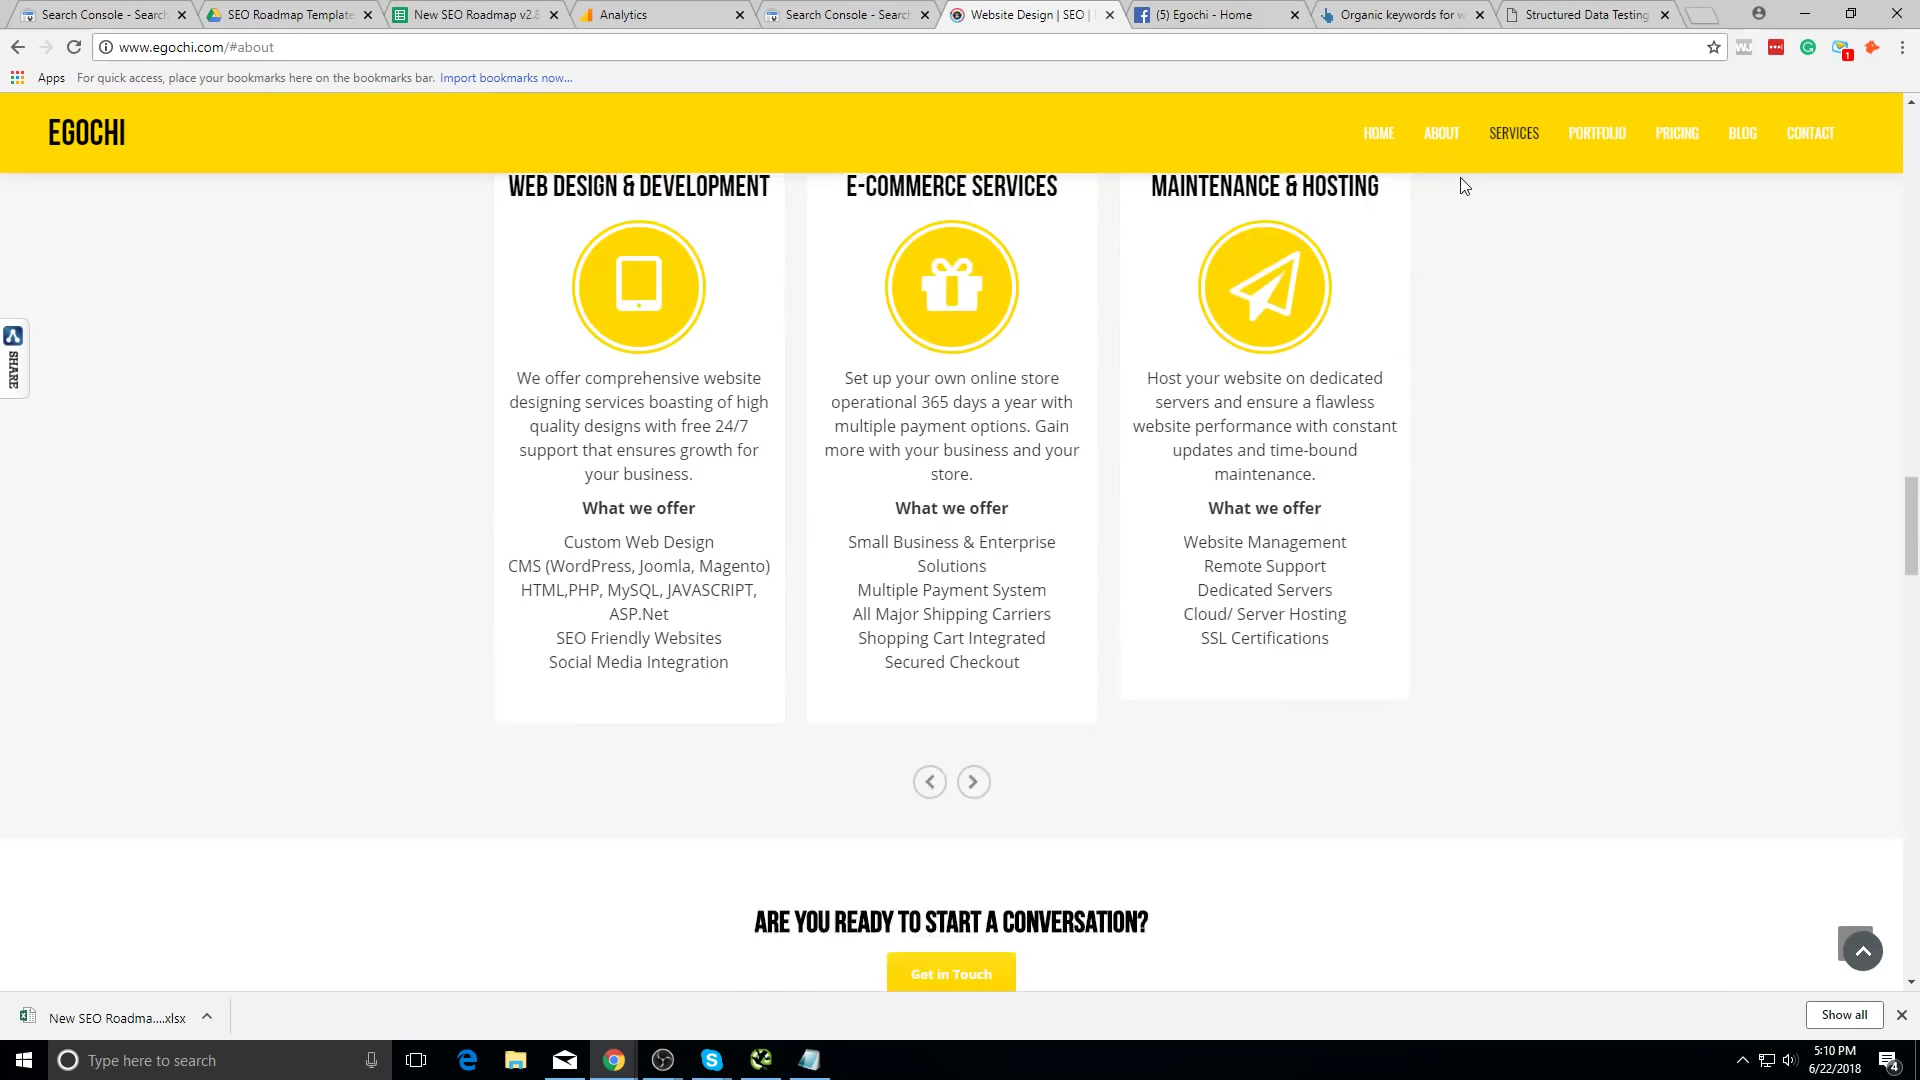 Search Console - Search
SEO Roadmap Template
New SEO Roadmap v2.8
Analytics
Search Console - Search
Website Design | SEO |
(5) Egochi - Home
Organic keywords for w
Structured Data Testing
www.egochi.com/#about
Apps
For quick access, place your bookmarks here on the bookmarks bar.
Import bookmarks now...
1
EGOCHI
HOME
ABOUT
SERVICES
PORTFOLIO
PRICING
BLOG
CONTACT
SHARE
WEB DESIGN & DEVELOPMENT
We offer comprehensive website
designing services boasting of high
quality designs with free 24/7
support that ensures growth for
your business.
What we offer
Custom Web Design
CMS (WordPress, Joomla, Magento)
HTML,PHP, MySQL, JAVASCRIPT,
ASP.Net
SEO Friendly Websites
Social Media Integration
E-COMMERCE SERVICES
Set up your own online store
operational 365 days a year with
multiple payment options. Gain
more with your business and your
store.
What we offer
Small Business & Enterprise
Solutions
Multiple Payment System
All Major Shipping Carriers
Shopping Cart Integrated
Secured Checkout
MAINTENANCE & HOSTING
Host your website on dedicated
servers and ensure a flawless
website performance with constant
updates and time-bound
maintenance.
What we offer
Website Management
Remote Support
Dedicated Servers
Cloud/ Server Hosting
SSL Certifications
ARE YOU READY TO START A CONVERSATION?
Get in Touch
New SEO Roadma....xlsx
Show all
Type here to search
5:10 PM
6/22/2018
4